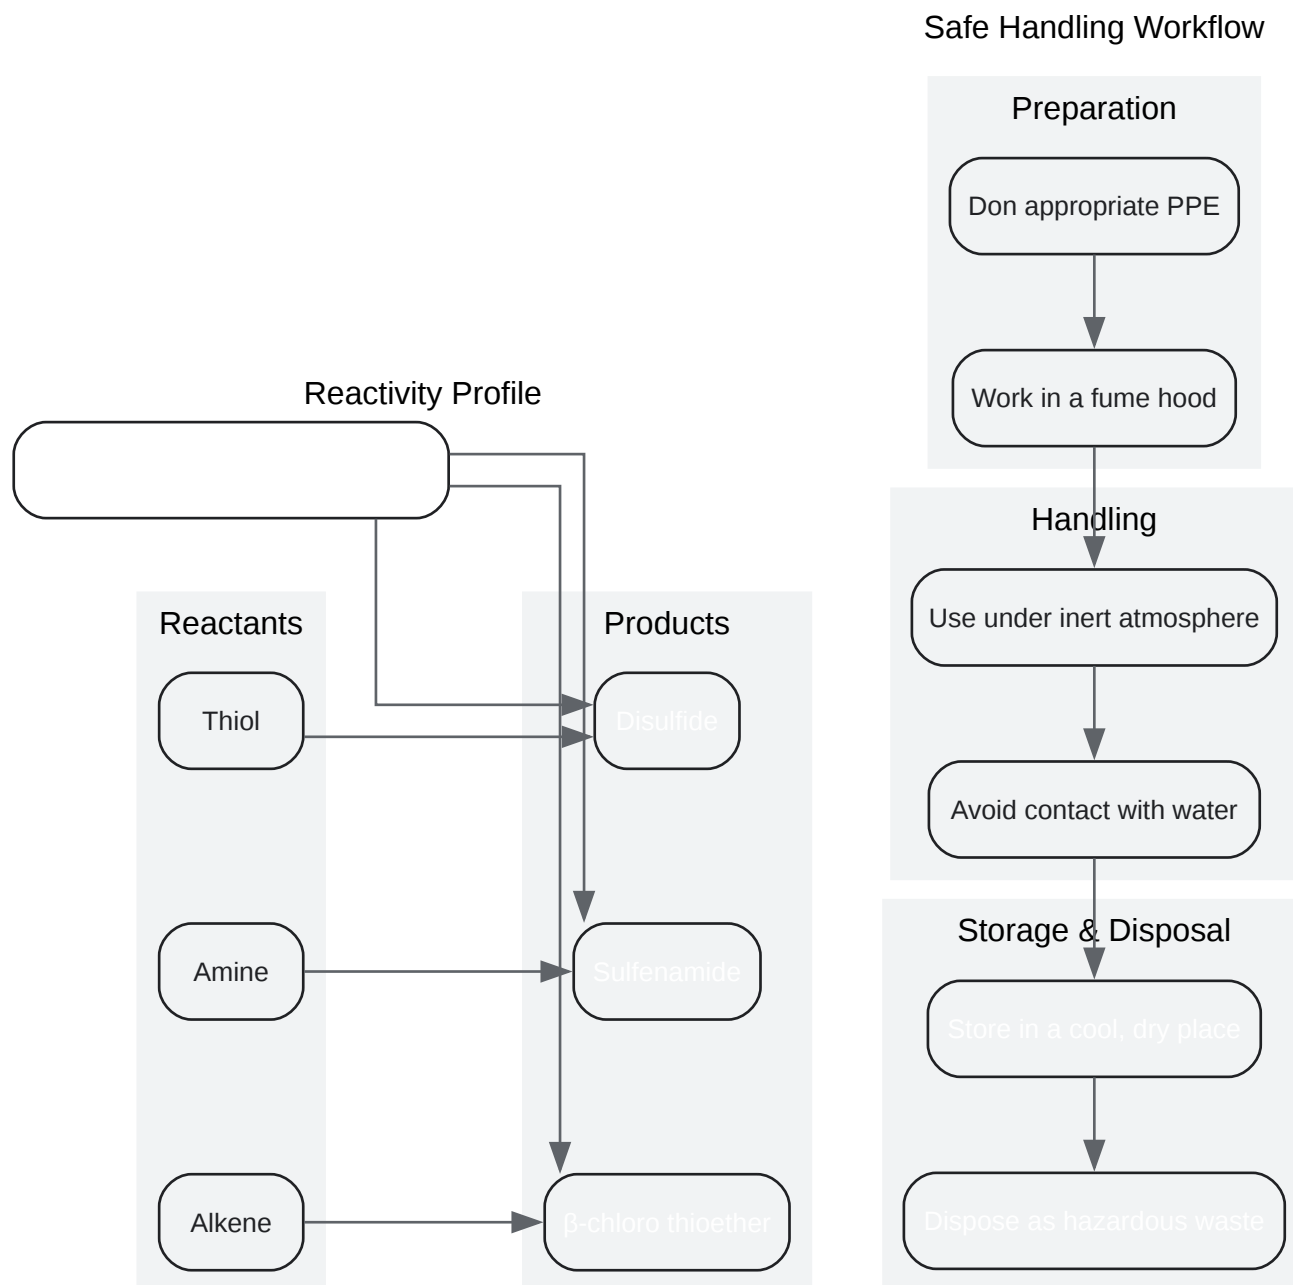 Safe Handling Workflow
Preparation
Don appropriate PPE
Work in a fume hood
Reactivity Profile
Handling
Use under inert atmosphere
Avoid contact with water
Reactants
Products
Thiol
Disulfide
Amine
Sulfenamide
Alkene
β-chloro thioether
Storage & Disposal
Store in a cool, dry place
Dispose as hazardous waste